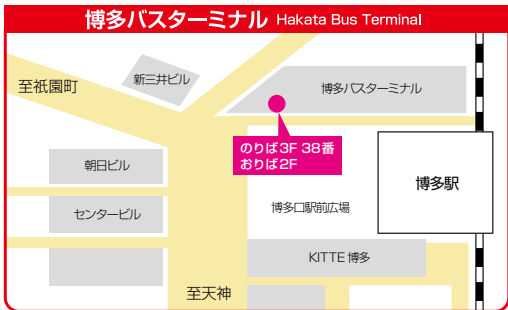 博多バスターミナル Hakata Bus Terminal
至祇園町
新三井ビル
博多バスターミナル
のりば3F 38番
おりば2F
朝日ビル
博多駅
センタービル
博多口駅前広場
KITTE 博多
至天神